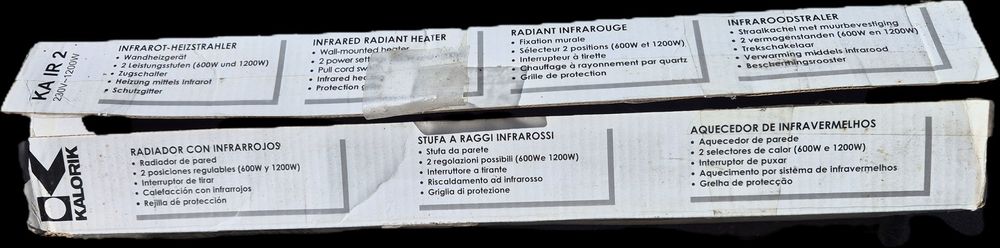 KA IR 2
230V~1200W
INFRAROT-HEIZSTRAHLER
• Wandheizgerät
• 2 Leistungsstufen (600W und 1200W)
• Zugschalter
• Heizung mittels Infrarot
• Schutzgitter
INFRARED RADIANT HEATER
• Wall-mounted heater
• 2 power
• Pull cord
• Infrared
• Protection
RADIANT INFRAROUGE
• Fixation murale
• Sélecteur 2 positions (600W et 1200W)
• Interrupteur à tirette
• Chauffage à rayonnement par quartz
• Grille de protection
INFRAROODSTRALER
• Straalkachel met muurbevestiging
• 2 vermogenstanden (600W en 1200W)
• Trekschakelaar
• Verwarming middels infrarood
• Beschermingsrooster
KALORIK
RADIADOR CON INFRARROJOS
• Radiador de pared
• 2 posiciones regulables (600W y 1200W)
• Interruptor de tirar
• Calefacción con infrarrojos
• Rejilla de protección
STUFA A RAGGI INFRAROSSI
• Stufa da parete
• 2 regolazioni possibili (600We 1200W)
• Interruttore a tirante
• Riscaldamento ad infrarosso
• Griglia di protezione
AQUECEDOR DE INFRAVERMELHOS
• Aquecedor de parede
• 2 selectores de calor (600W e 1200W)
• Interruptor de puxar
• Aquecimento por sistéma de infravermelhos
• Grelha de protecção